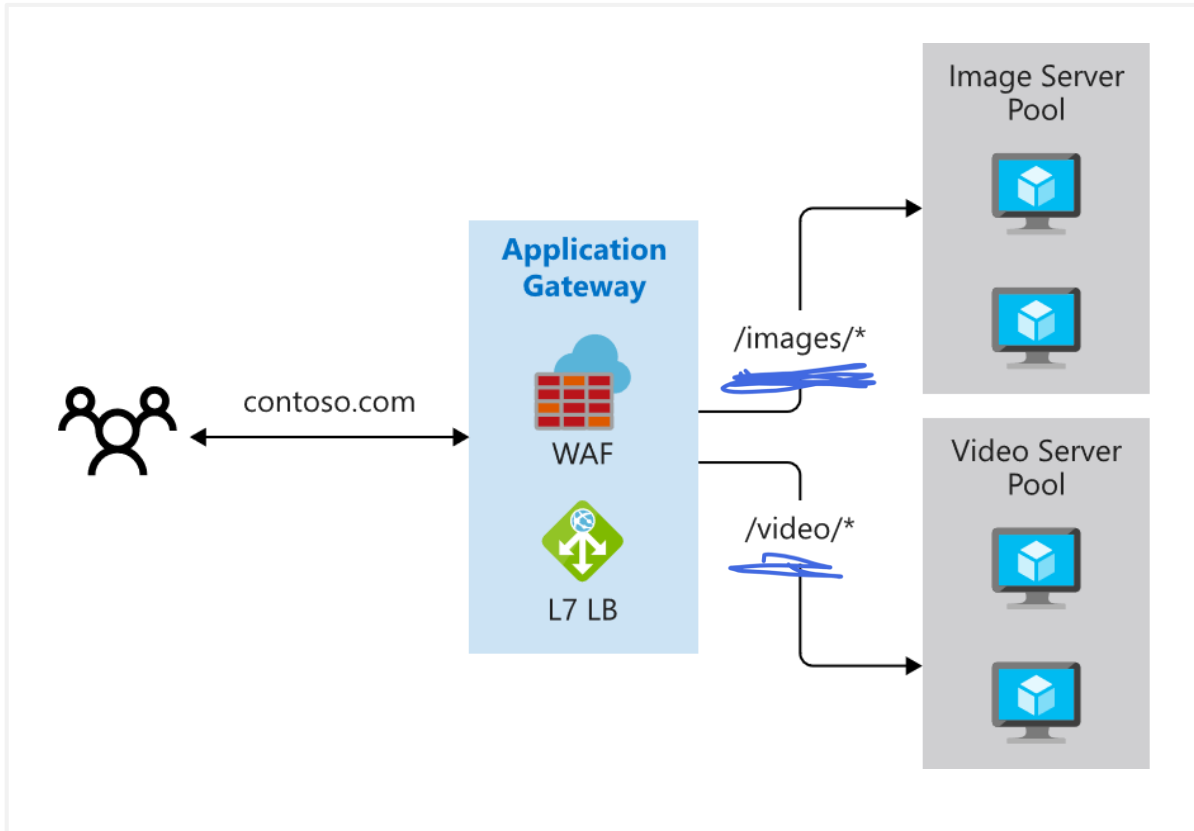 Image Server
Pool
Application
Gateway
/images/*
contoso.com
WAF
Video Server
Pool
/video/*
L7 LB